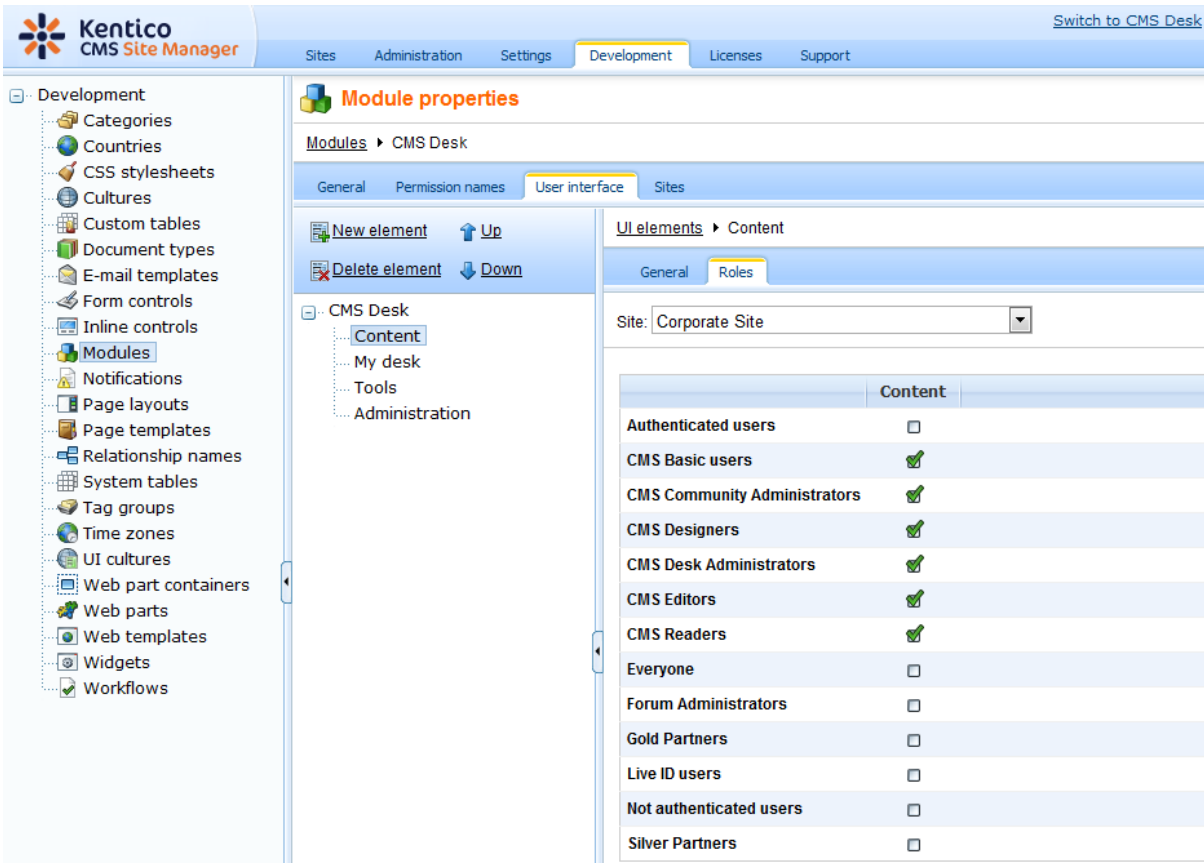 Kentico
CMS Site Manager
Switch to CMS Desk
Sites Administration Settings Development Licenses Support
Development
Categories
Countries
CSS stylesheets
Cultures
Custom tables
Document types
E-mail templates
Form controls
Inline controls
Modules
Notifications
Page layouts
Page templates
Relationship names
System tables
Tag groups
Time zones
UI cultures
Web part containers
Web parts
Web templates
Widgets
Workflows
Module properties
Modules CMS Desk
General Permission names User interface Sites
New element Up
Delete element Down
CMS Desk
Content
My desk
Tools
Administration
UI elements Content
General Roles
Site: Corporate Site
Content
Authenticated users
CMS Basic users
CMS Community Administrators
CMS Designers
CMS Desk Administrators
CMS Editors
CMS Readers
Everyone
Forum Administrators
Gold Partners
Live ID users
Not authenticated users
Silver Partners